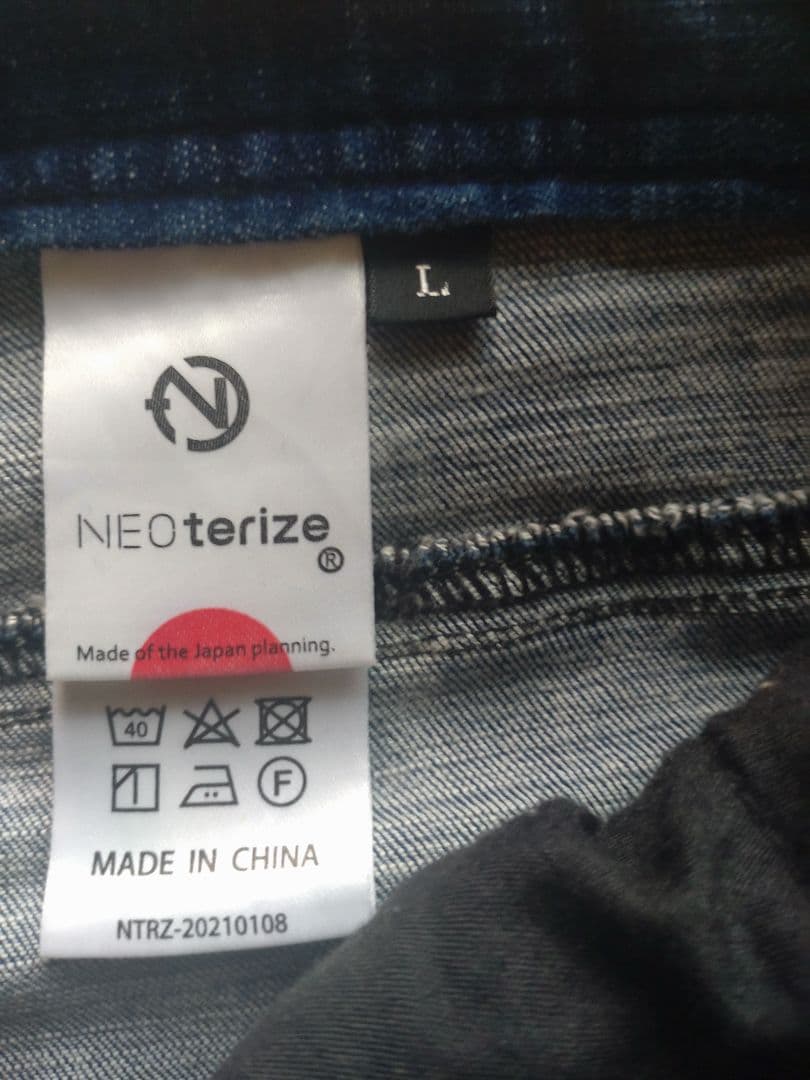 L
N
NEOterize
®
Made of the Japan planning.
40
F
MADE IN CHINA
NTRZ-20210108